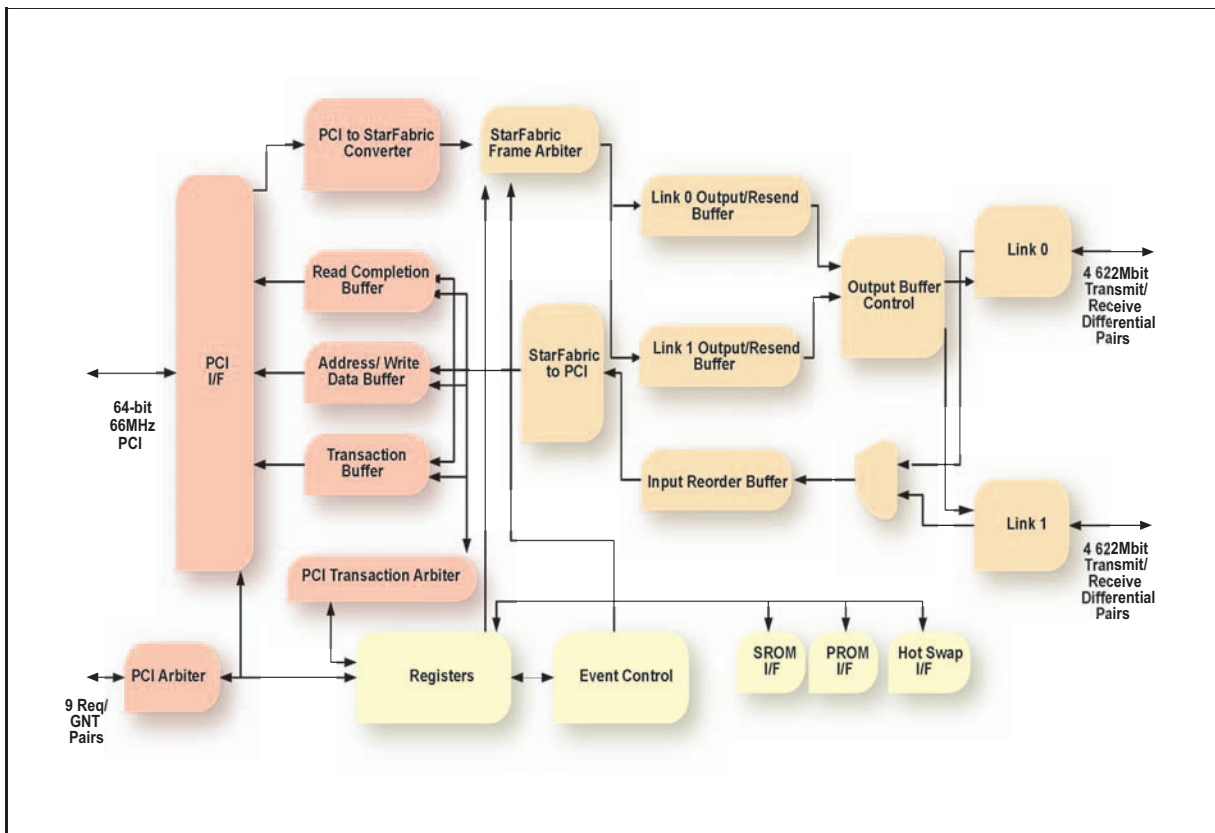 PCI to StarFabric
Converter
StarFabric
Frame Arbiter
Link 0 Output/Resend
Buffer
Link 0
4 622Mbit
Transmit/
Receive
Differential
Pairs
Read Completion
Buffer
Output Buffer
Control
PCI
I/F
Address/ Write
Data Buffer
StarFabric
to PCI
Link 1 Output/Resend
Buffer
64-bit
66MHz
PCI
Transaction
Buffer
Input Reorder Buffer
Link 1
4 622Mbit
Transmit/
Receive
Differential
Pairs
PCI Transaction Arbiter
PCI Arbiter
Registers
Event Control
SROM
I/F
PROM
I/F
Hot Swap
I/F
9 Req/
GNT
Pairs